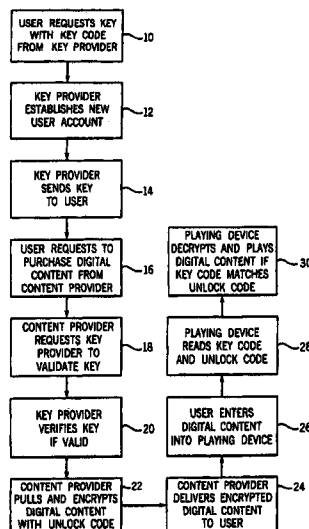 USER REQUESTS KEY
WITH KEY CODE
FROM KEY PROVIDER
10
KEY PROVIDER
ESTABLISHES NEW
USER ACCOUNT
12
KEY PROVIDER
SENDS KEY
TO USER
14
USER REQUESTS TO
PURCHASE DIGITAL
CONTENT FROM
CONTENT PROVIDER
16
CONTENT PROVIDER
REQUESTS KEY
PROVIDER TO
VALIDATE KEY
18
KEY PROVIDER
VERIFIES KEY
IF VALID
20
CONTENT PROVIDER
PULLS AND ENCRYPTS
DIGITAL CONTENT
WITH UNLOCK CODE
22
CONTENT PROVIDER
DELIVERS ENCRYPTED
DIGITAL CONTENT
TO USER
24
USER ENTERS
DIGITAL CONTENT
INTO PLAYING DEVICE
26
PLAYING DEVICE
READS KEY CODE
AND UNLOCK CODE
28
PLAYING DEVICE
DECRYPTS AND PLAYS
DIGITAL CONTENT IF
KEY CODE MATCHES
UNLOCK CODE
30